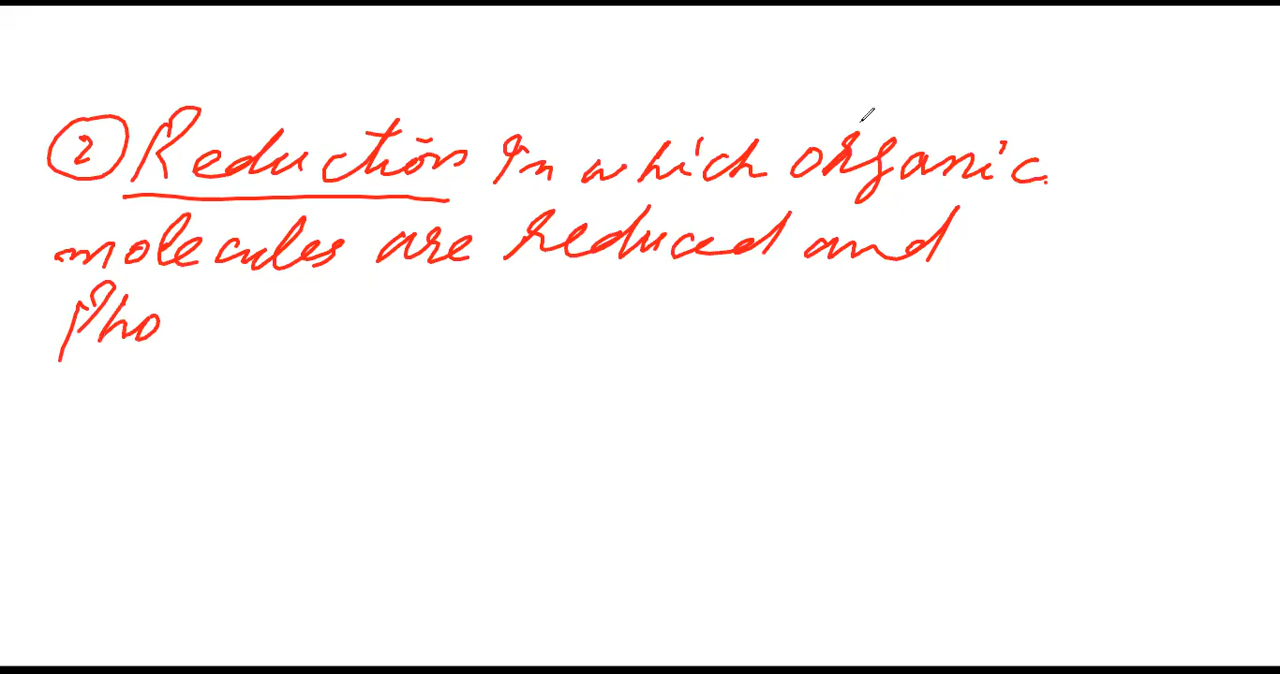 ② Reduction In which organic
molecules are reduced and
Pho